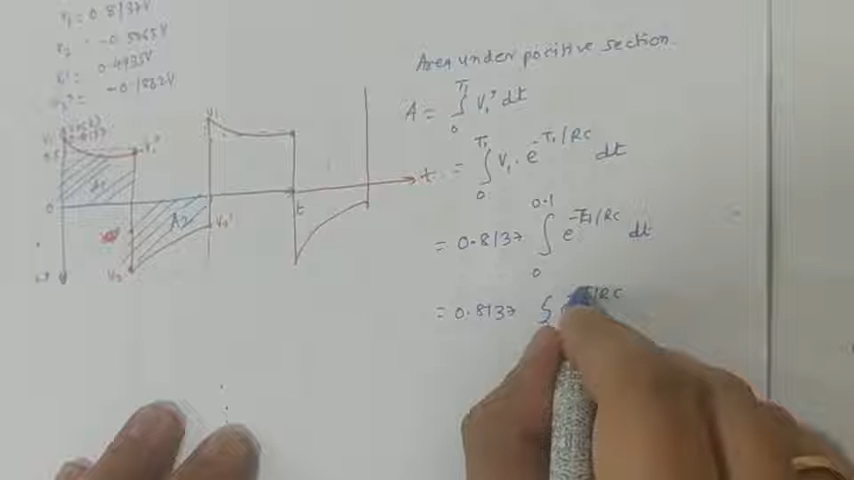 V1 = 0.8137V
V2 = -0.5065V
V1' = 0.4935V
-0.1862V
V1
V1'
0
A1
A2
V2
V2'
t
t
Area under positive section
A = ∫ 0 T1 V1' dt
= ∫ 0 T1 V1 . e -T1/RC dt
= 0.8137 ∫ 0 0.1 e -T1/RC dt
= 0.8137 ∫ /RC